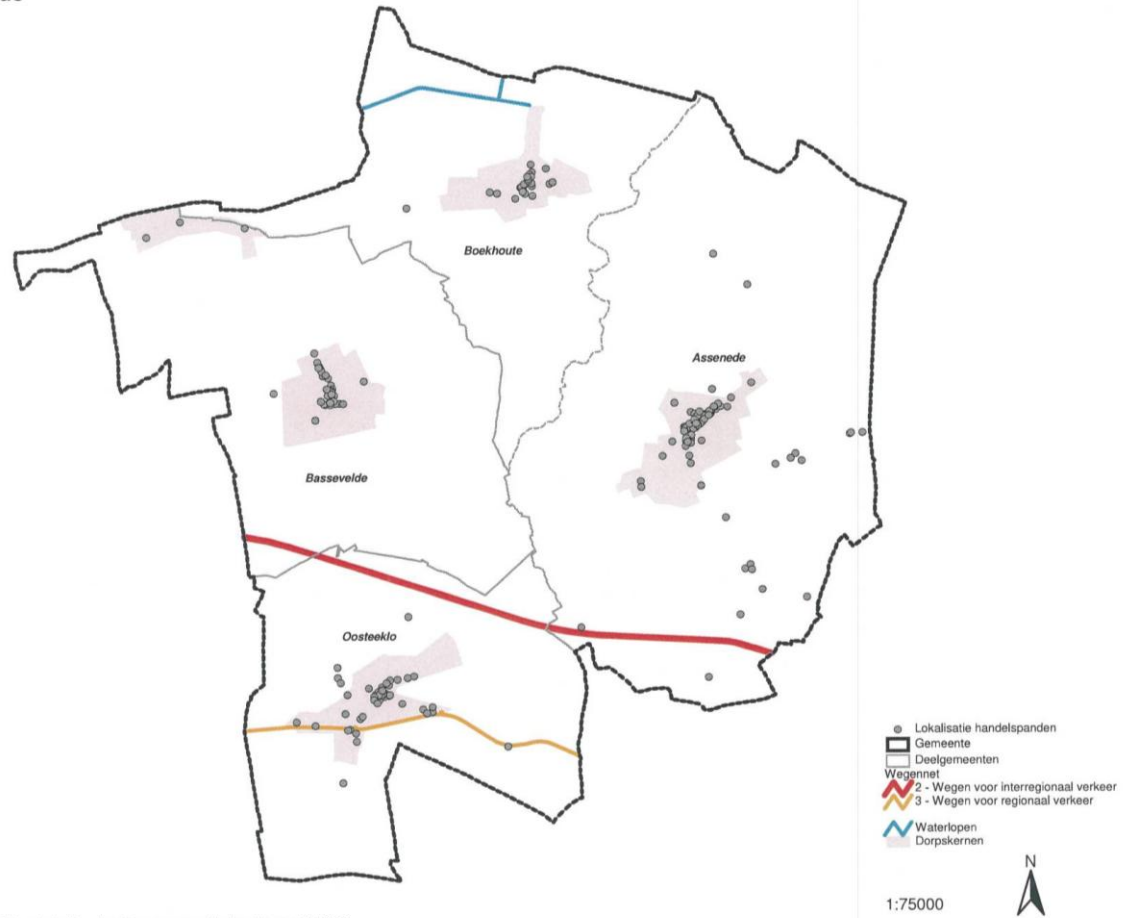 Boekhoute
Assenede
Bassevelde
Oosteeklo
Lokalisatie handelspanden
Gemeente
Deelgemeenten
Wegennet
2 - Wegen voor interregionaal verkeer
3 - Wegen voor regionaal verkeer
Waterlopen
Dorpskernen
N
1:75000